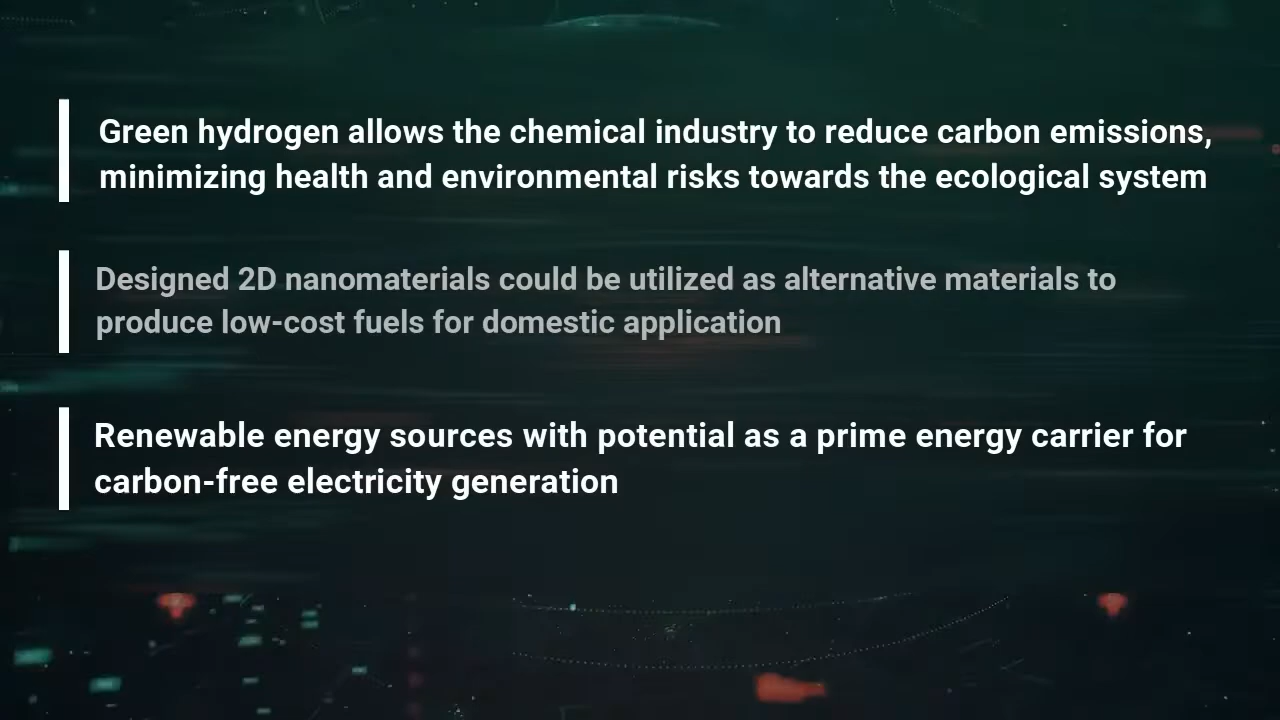 Green hydrogen allows the chemical industry to reduce carbon emissions,
minimizing health and environmental risks towards the ecological system
Designed 2D nanomaterials could be utilized as alternative materials to
produce low-cost fuels for domestic application
Renewable energy sources with potential as a prime energy carrier for
carbon-free electricity generation